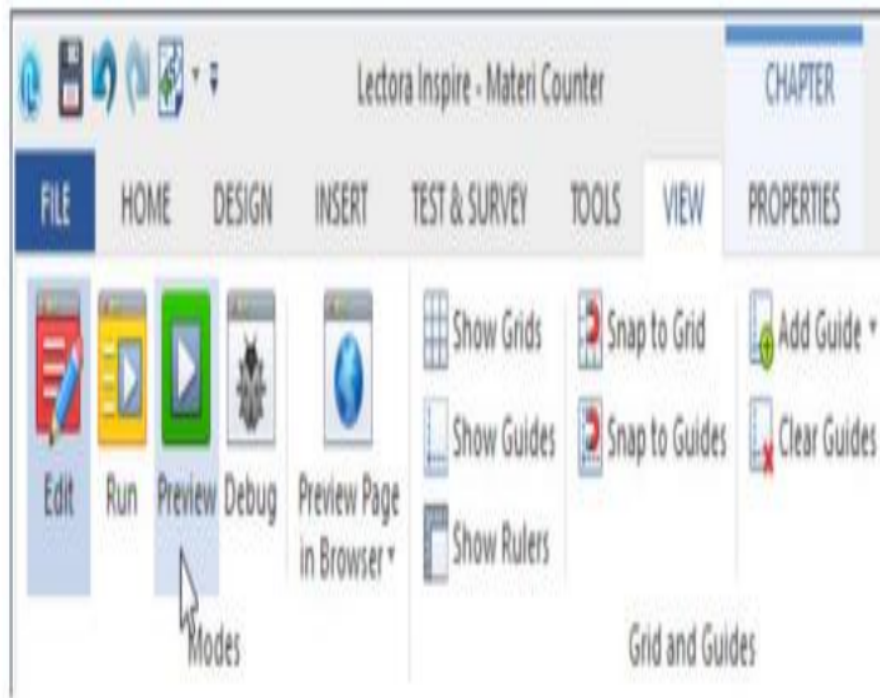 Lectora Inspire - Materi Counter
CHAPTER
FILE HOME DESIGN INSERT TEST & SURVEY TOOLS VIEW PROPERTIES
Edit Run Preview Debug Preview Page in Browser
Show Grids
Show Guides
Show Rulers
Snap to Grid
Snap to Guides
Add Guide
Clear Guides
Modes
Grid and Guides